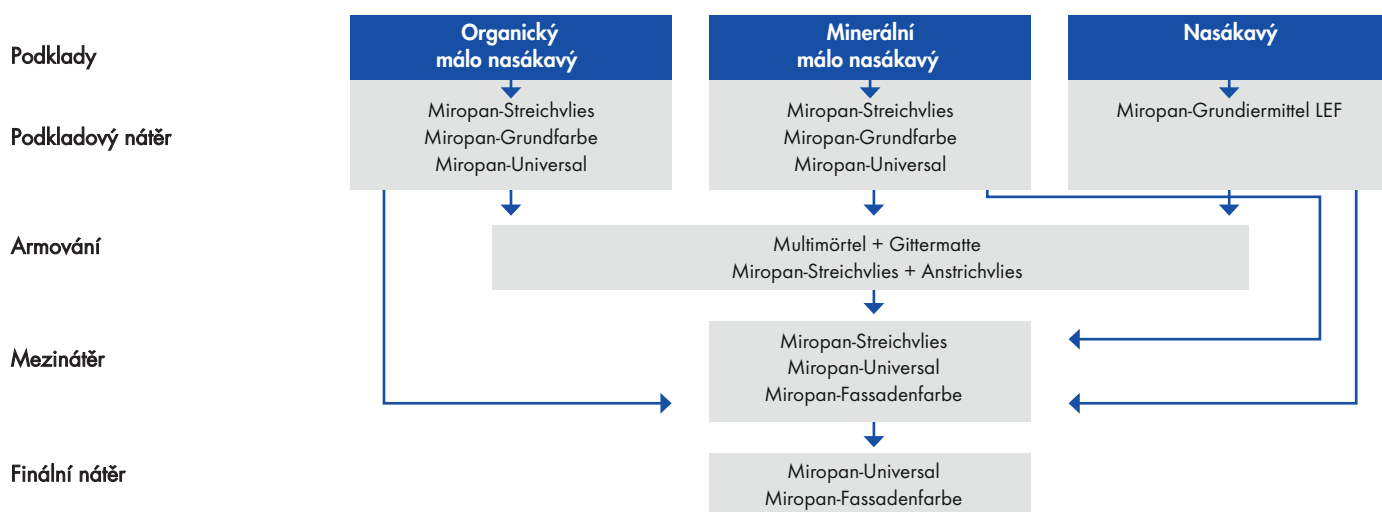 Podklady
Organický
málo nasákavý
Minerální
málo nasákavý
Nasákavý
Podkladový nátěr
Miropan-Streichvlies
Miropan-Grundfarbe
Miropan-Universal
Miropan-Streichvlies
Miropan-Grundfarbe
Miropan-Universal
Miropan-Grundiermittel LEF
Armování
Multimörtel + Gittermatte
Miropan-Streichvlies + Anstrichvlies
Mezinátěr
Miropan-Streichvlies
Miropan-Universal
Miropan-Fassadenfarbe
Finální nátěr
Miropan-Universal
Miropan-Fassadenfarbe